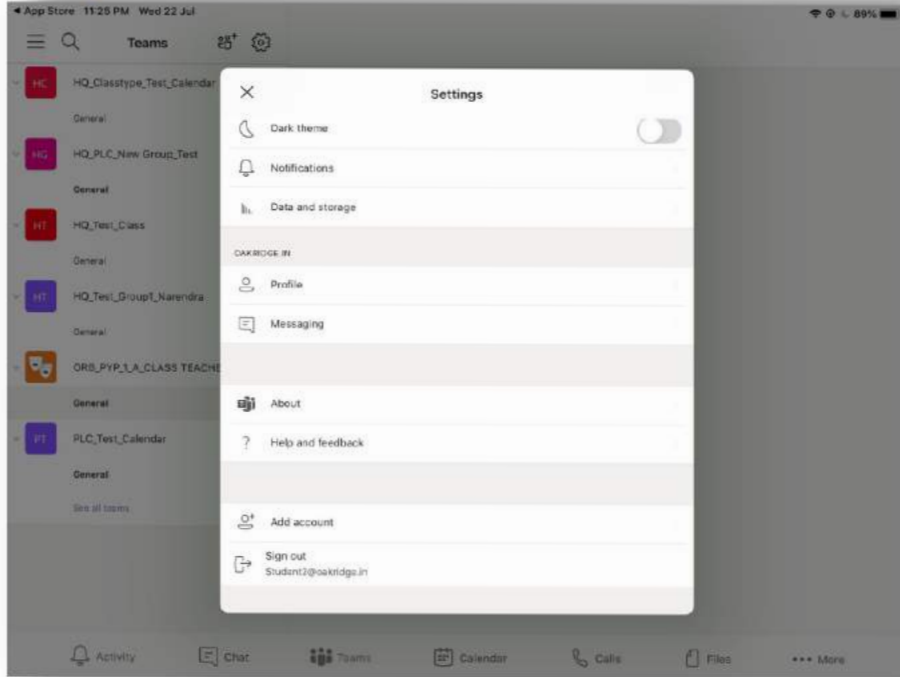 App Store 11:25 PM Wed 22 Jul
89%
Teams
HC HQ_Classtype_Test_Calendar
General
HG HQ_PLC_New Group_Test
General
HT HQ_Test_Class
General
HT HQ_Test_Group1_Narendra
General
ORB_PYP_1_A_CLASS TEACHE
General
PT PLC_Test_Calendar
General
See all teams
Settings
Dark theme
Notifications
Data and storage
OAKRIDGE IN
Profile
Messaging
About
Help and feedback
Add account
Sign out
Student2@oakridge.in
Activity
Chat
Teams
Calendar
Calls
Files
More